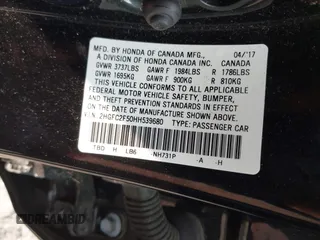 MFD. BY HONDA OF CANADA MFG., 04/'17
A DIVISION OF HONDA CANADA INC. CANADA
GVWR 3737LBS GAWR F 1984LBS R 1786LBS
GVWR 1695KG GAWR F 900KG R 810KG
THIS VEHICLE CONFORMS TO ALL APPLICABLE
FEDERAL MOTOR VEHICLE SAFETY, BUMPER,
AND THEFT PREVENTION STANDARDS IN EFFECT
ON THE DATE OF MANUFACTURE SHOWN ABOVE.
V.I.N. : 2HGFC2F50HH539680 TYPE: PASSENGER CAR
TBD H LB6 -NH731P -A -H
AUTOBIDMASTER